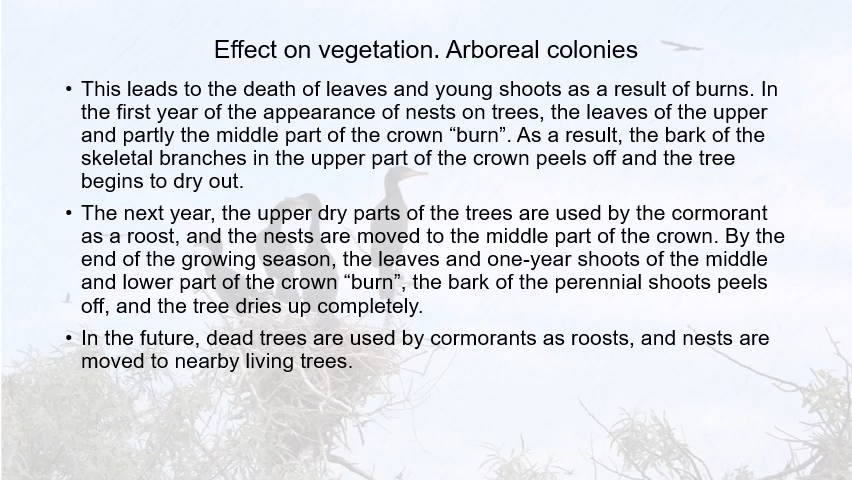 Effect on vegetation. Arboreal colonies
• This leads to the death of leaves and young shoots as a result of burns. In
the first year of the appearance of nests on trees, the leaves of the upper
and partly the middle part of the crown “burn”. As a result, the bark of the
skeletal branches in the upper part of the crown peels off and the tree
begins to dry out.
• The next year, the upper dry parts of the trees are used by the cormorant
as a roost, and the nests are moved to the middle part of the crown. By the
end of the growing season, the leaves and one-year shoots of the middle
and lower part of the crown “burn”, the bark of the perennial shoots peels
off, and the tree dries up completely.
• In the future, dead trees are used by cormorants as roosts, and nests are
moved to nearby living trees.